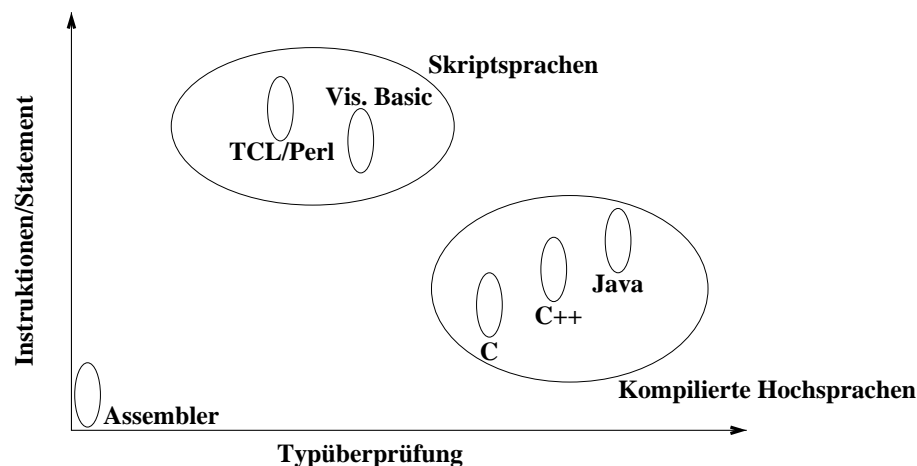 Skriptsprachen
Vis. Basic
TCL/Perl
Instruktionen/Statement
Java
C++
C
Kompilierte Hochsprachen
Assembler
Typüberprüfung